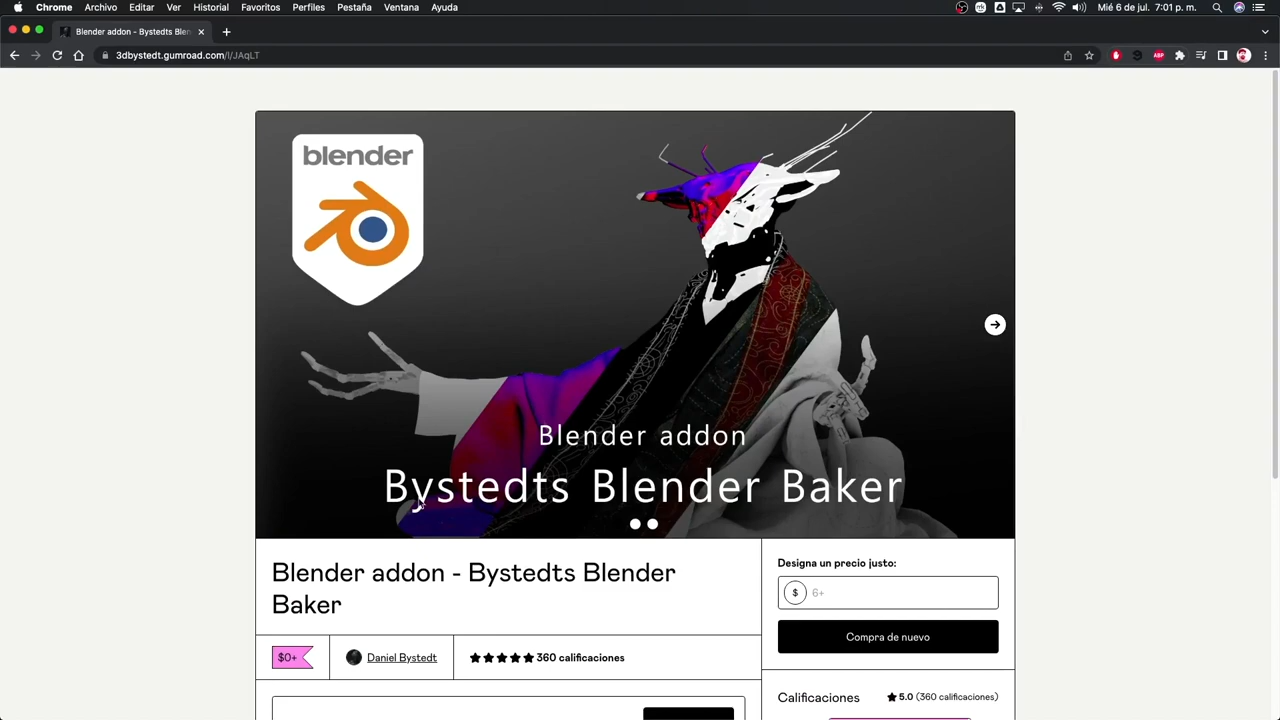 Chrome Archivo Editar Ver Historial Favoritos Perfiles Pestaña Ventana Ayuda Mié 6 de jul. 7:01 p. m.
Blender addon - Bystedts Blen
3dbystedt.gumroad.com/l/JAqLT
ABP
blender
Blender addon
Bystedts Blender Baker
Blender addon - Bystedts Blender
Baker
$0+ Daniel Bystedt 360 calificaciones
Designa un precio justo:
$ 6+
Compra de nuevo
Calificaciones 5.0 (360 calificaciones)